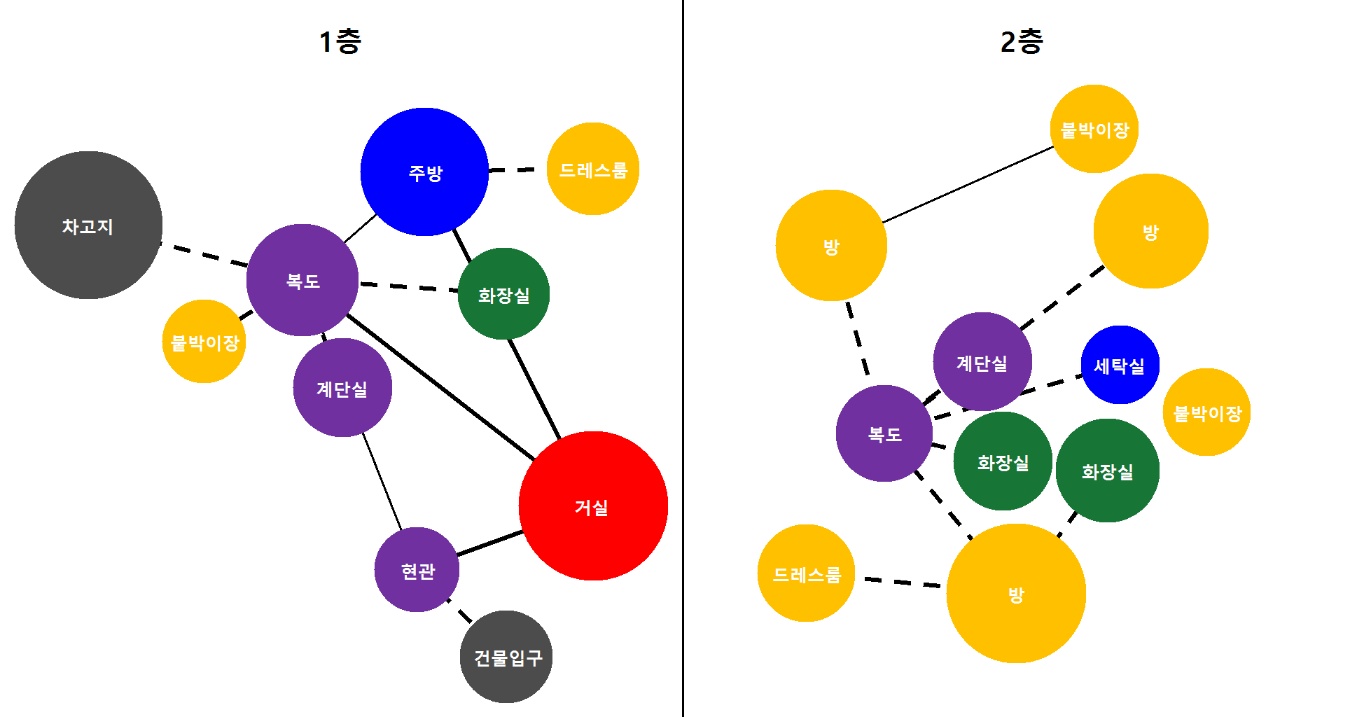 1층
주방
드레스룸
차고지
복도
화장실
붙박이장
계단실
거실
현관
건물입구
2층
붙박이장
방
방
계단실
세탁실
붙박이장
복도
화장실
화장실
드레스룸
방